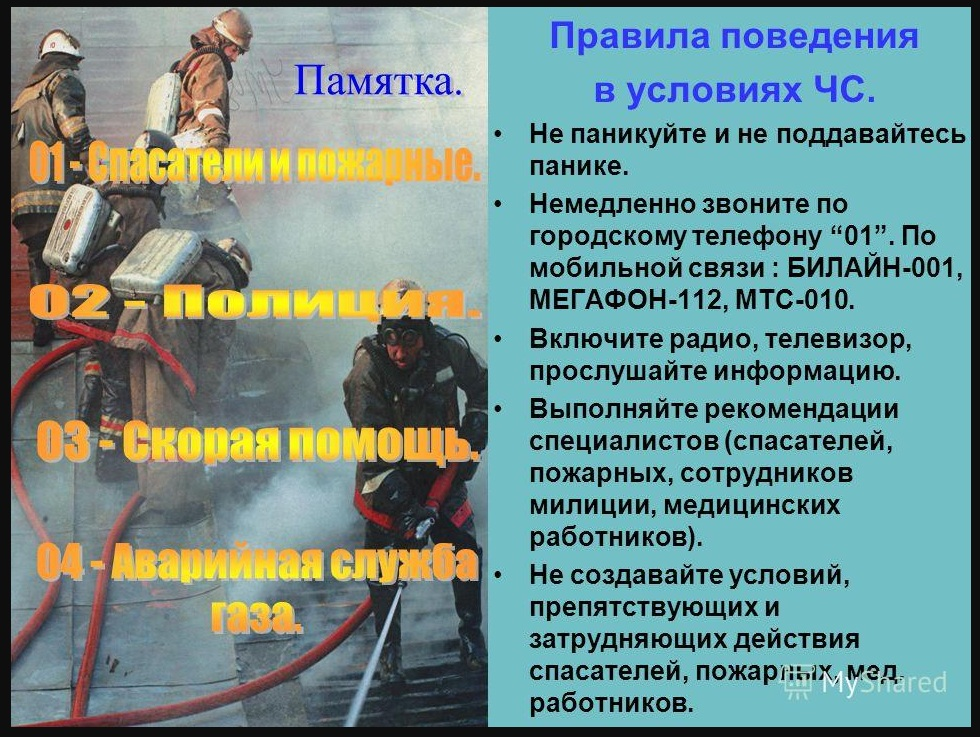 Памятка.
01 - Спасатели и пожарные.
02 - Полиция.
03 - Скорая помощь.
04 - Аварийная служба
газа.
Правила поведения
в условиях ЧС.
• Не паникуйте и не поддавайтесь
панике.
• Немедленно звоните по
городскому телефону “01”. По
мобильной связи : БИЛАЙН-001,
МЕГАФОН-112, МТС-010.
• Включите радио, телевизор,
прослушайте информацию.
• Выполняйте рекомендации
специалистов (спасателей,
пожарных, сотрудников
милиции, медицинских
работников).
• Не создавайте условий,
препятствующих и
затрудняющих действия
спасателей, пожарных, мед.
работников.
MyShared